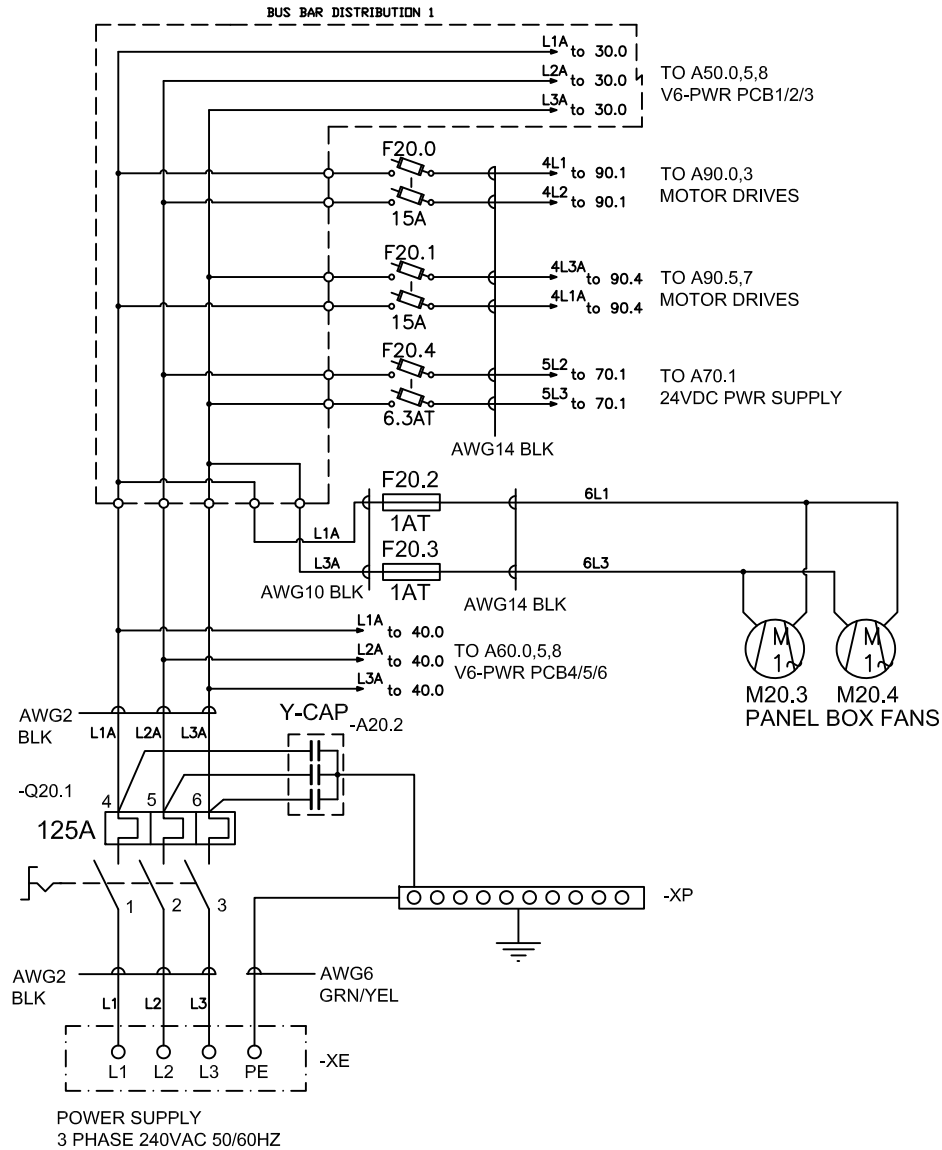 BUS BAR DISTRIBUTION 1
L1A to 30.0
L2A to 30.0
L3A to 30.0
TO A50.0,5,8
V6-PWR PCB1/2/3
F20.0
15A
4L1 to 90.1
4L2 to 90.1
TO A90.0,3
MOTOR DRIVES
F20.1
15A
4L3A to 90.4
4L1A to 90.4
TO A90.5,7
MOTOR DRIVES
F20.4
6.3AT
5L2 to 70.1
5L3 to 70.1
TO A70.1
24VDC PWR SUPPLY
AWG14 BLK
F20.2
1AT
L1A
6L1
F20.3
1AT
L3A
6L3
AWG10 BLK
AWG14 BLK
L1A to 40.0
L2A to 40.0
L3A to 40.0
TO A60.0,5,8
V6-PWR PCB4/5/6
M
1~
M
1~
M20.3
M20.4
PANEL BOX FANS
AWG2
BLK
L1A
L2A
L3A
Y-CAP
-A20.2
-Q20.1
4
5
6
125A
1
2
3
-XP
AWG2
BLK
L1
L2
L3
AWG6
GRN/YEL
L1
L2
L3
PE
-XE
POWER SUPPLY
3 PHASE 240VAC 50/60HZ